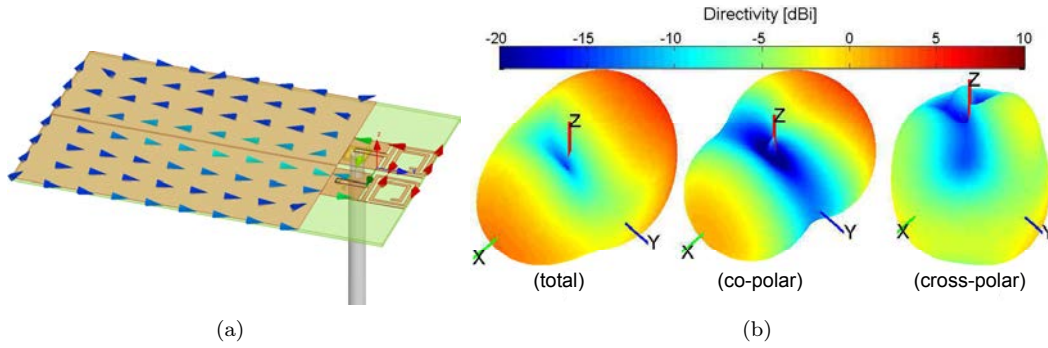 Directivity [dBi]
-20 -15 -10 -5 0 5 10
Z Z Z
X Y X Y X Y
(total) (co-polar) (cross-polar)
(a) (b)